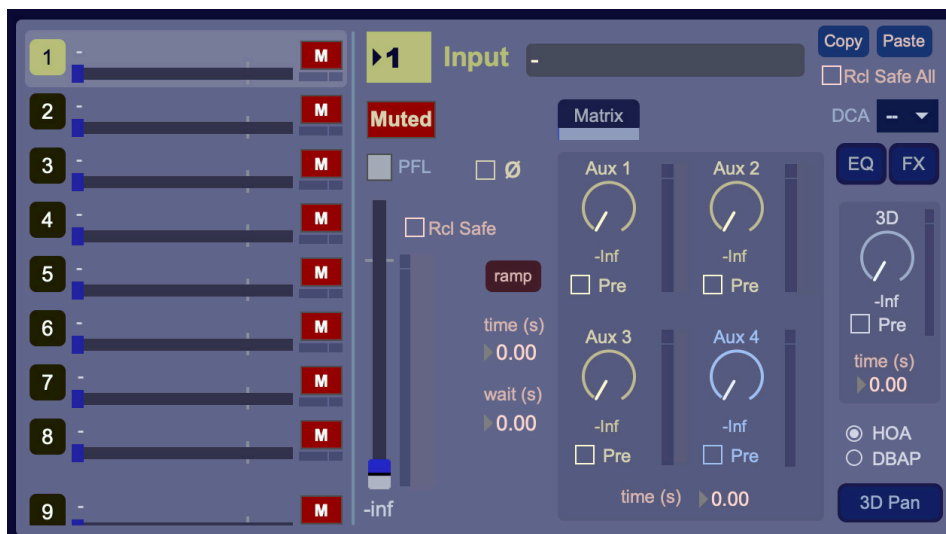 1
-
M
2
-
M
3
-
M
4
-
M
5
-
M
6
-
M
7
-
M
8
-
M
9
-
M
1 Input -
Copy Paste
Rcl Safe All
Muted
Matrix
DCA --
PFL
Ø
EQ FX
Rcl Safe
ramp
time (s)
0.00
wait (s)
0.00
-inf
Aux 1 Aux 2
-Inf -Inf
Pre Pre
Aux 3 Aux 4
-Inf -Inf
Pre Pre
time (s) 0.00
3D
-Inf
Pre
time (s)
0.00
HOA
DBAP
3D Pan